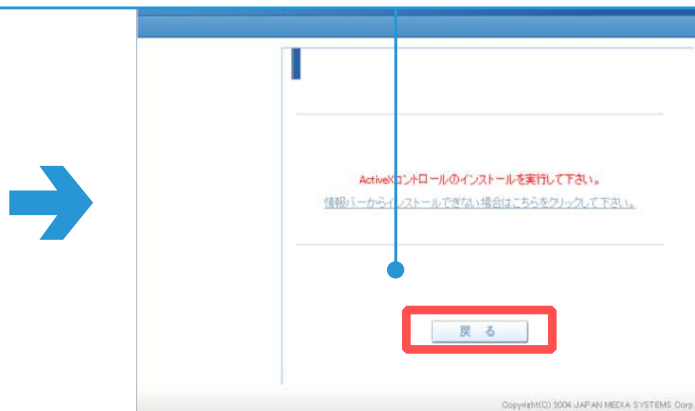 ActiveXコントロールのインストールを実行して下さい。
情報バーからインストールできない場合はこちらをクリックして下さい。
戻 る
Copyright(C) 2004 JAPAN MEDIA SYSTEMS Corp